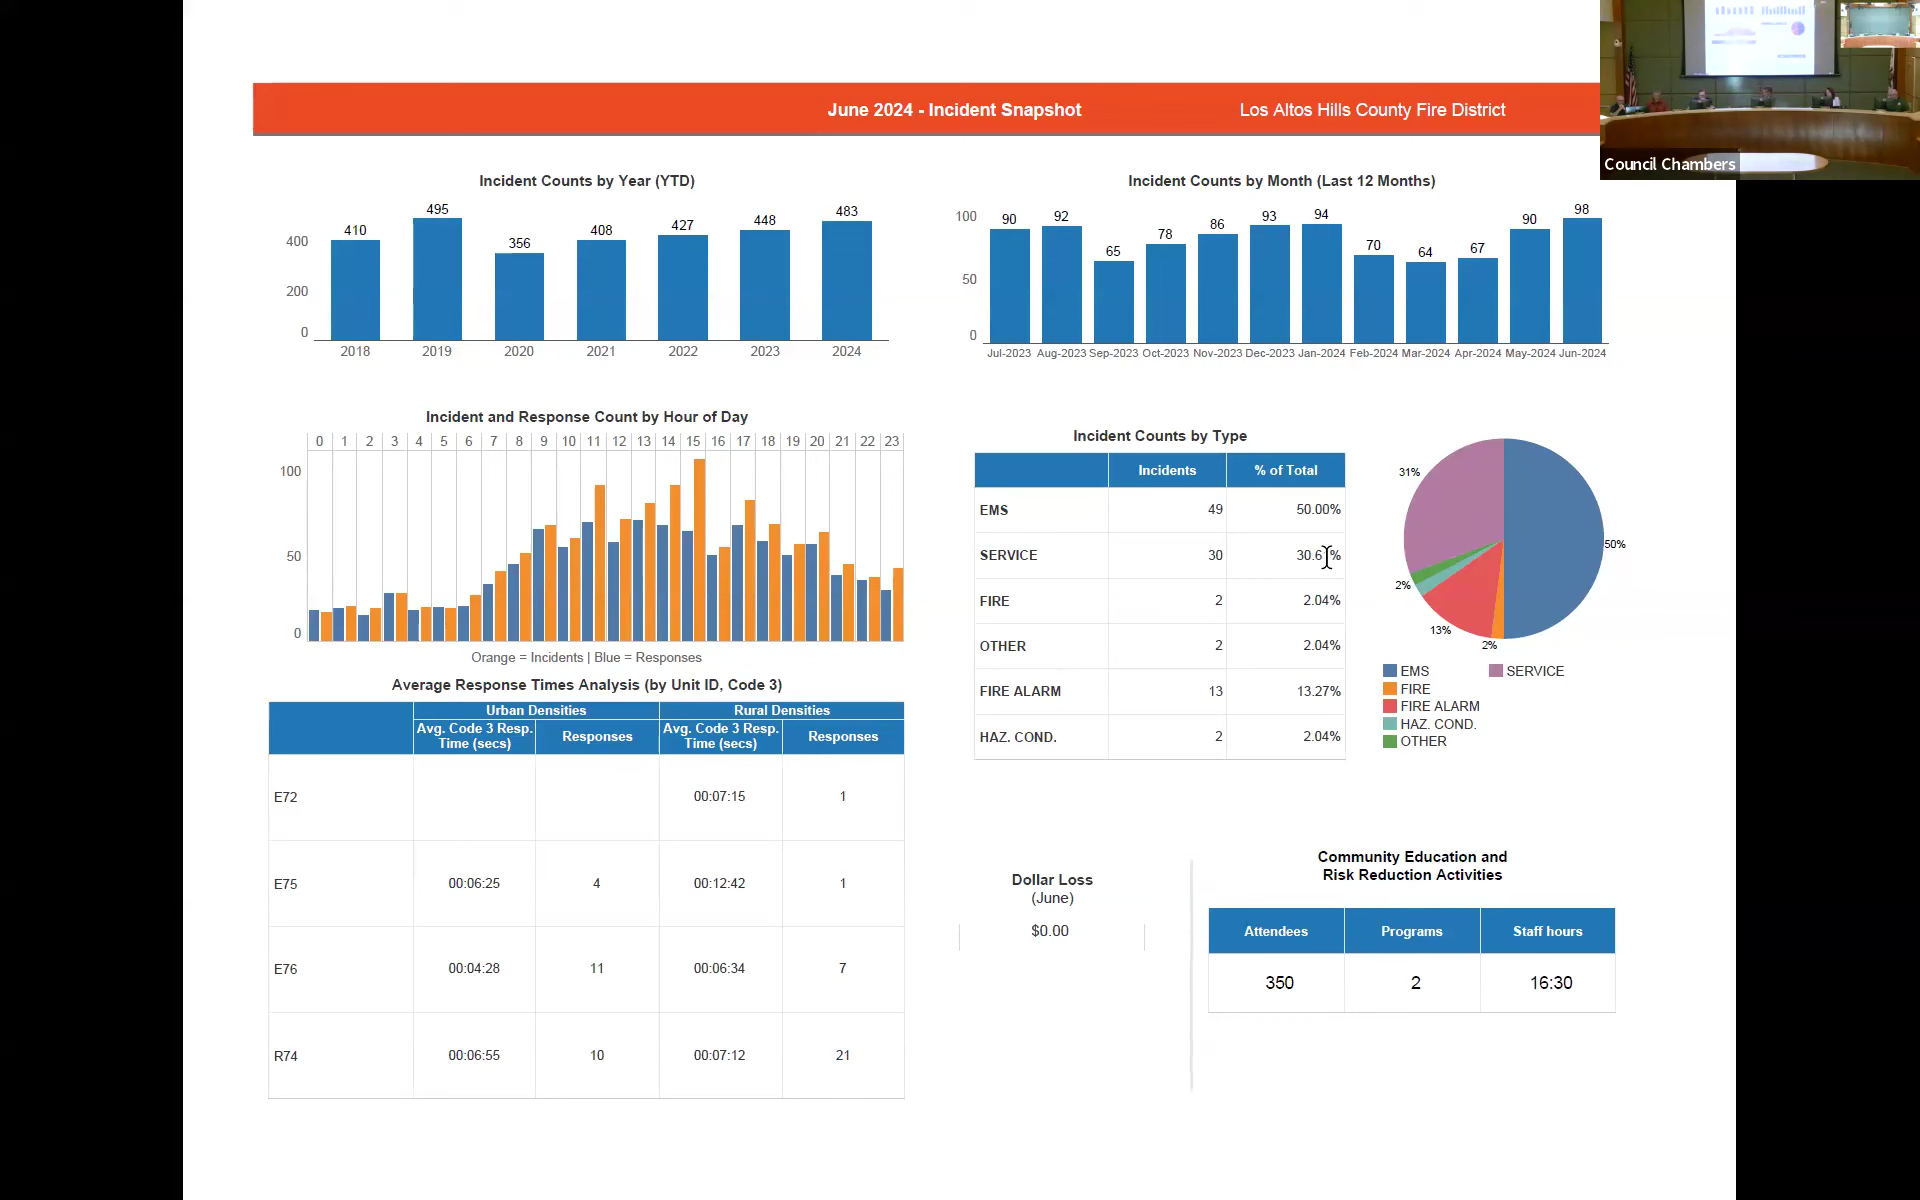 June 2024 - Incident Snapshot
Los Altos Hills County Fire District
Council Chambers
Incident Counts by Year (YTD)
400
200
0
410 495 356 408 427 448 483
2018 2019 2020 2021 2022 2023 2024
Incident Counts by Month (Last 12 Months)
100
50
0
90 92 65 78 86 93 94 70 64 67 90 98
Jul-2023 Aug-2023 Sep-2023 Oct-2023 Nov-2023 Dec-2023 Jan-2024 Feb-2024 Mar-2024 Apr-2024 May-2024 Jun-2024
Incident and Response Count by Hour of Day
0 1 2 3 4 5 6 7 8 9 10 11 12 13 14 15 16 17 18 19 20 21 22 23
100
50
0
Orange = Incidents | Blue = Responses
Incident Counts by Type
Incidents % of Total
EMS 49 50.00%
SERVICE 30 30.6%
FIRE 2 2.04%
OTHER 2 2.04%
FIRE ALARM 13 13.27%
HAZ. COND. 2 2.04%
31%
50%
2%
13%
2%
EMS SERVICE
FIRE
FIRE ALARM
HAZ. COND.
OTHER
Average Response Times Analysis (by Unit ID, Code 3)
Urban Densities Rural Densities
Avg. Code 3 Resp. Time (secs) Responses Avg. Code 3 Resp. Time (secs) Responses
E72 00:07:15 1
E75 00:06:25 4 00:12:42 1
E76 00:04:28 11 00:06:34 7
R74 00:06:55 10 00:07:12 21
Dollar Loss
(June)
$0.00
Community Education and
Risk Reduction Activities
Attendees Programs Staff hours
350 2 16:30